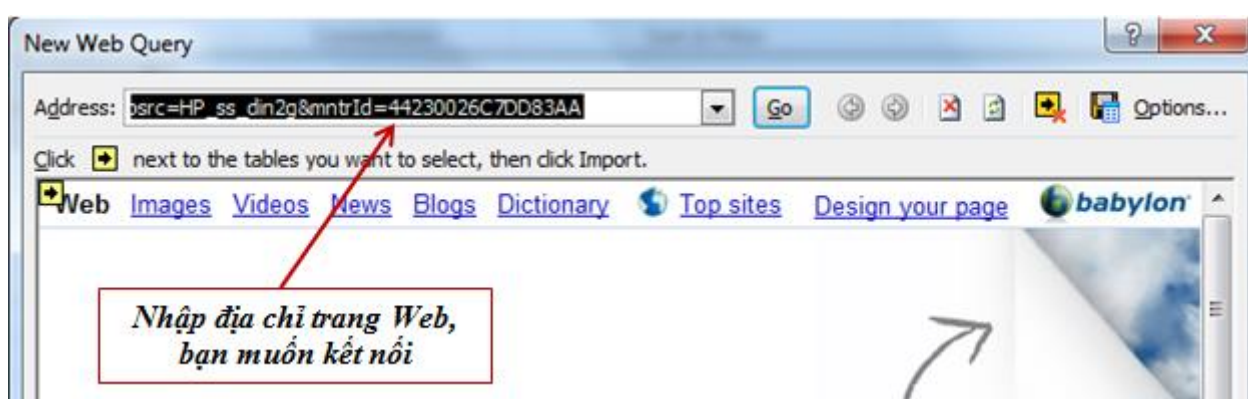 New Web Query
Address: osrc=HP_ss_din2g&mntrId=44230026C7DD83AA Go Options...
Click next to the tables you want to select, then click Import.
Web Images Videos News Blogs Dictionary Top sites Design your page babylon
Nhập địa chỉ trang Web,
bạn muốn kết nối